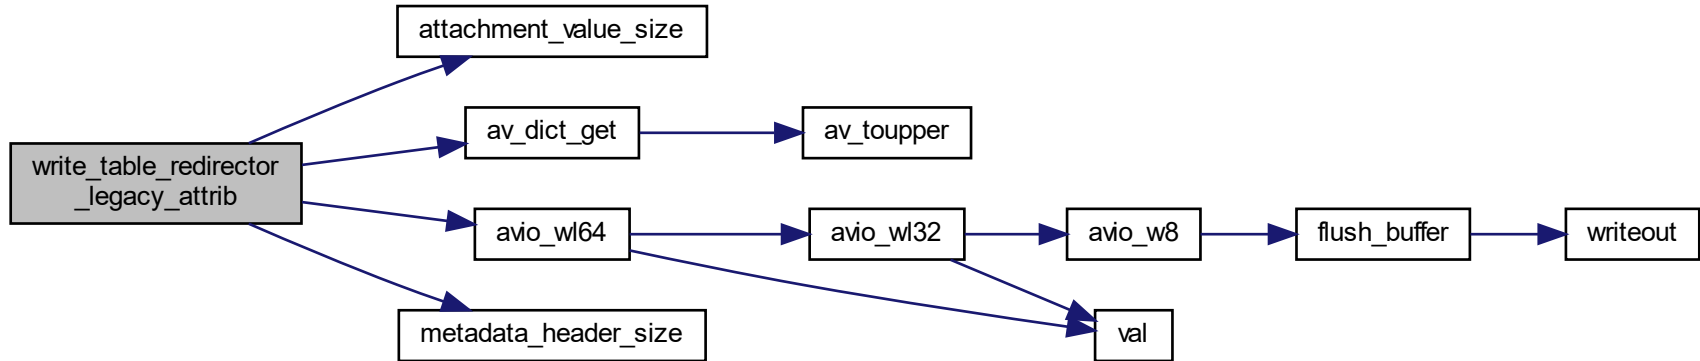 attachment_value_size
av_dict_get
av_toupper
write_table_redirector
_legacy_attrib
avio_wl64
avio_wl32
avio_w8
flush_buffer
writeout
metadata_header_size
val